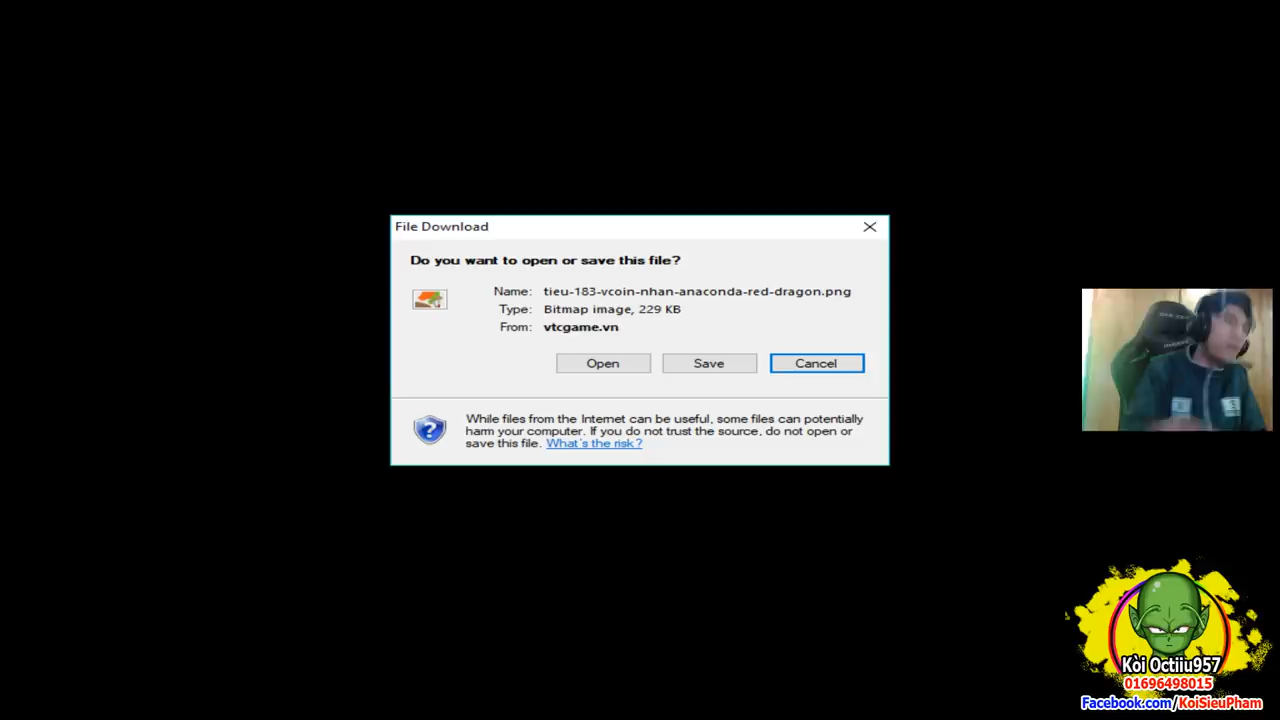 File Download
Do you want to open or save this file?
Name: tieu-183-vcoin-nhan-anaconda-red-dragon.png
Type: Bitmap image, 229 KB
From: vtcgame.vn
Open Save Cancel
While files from the Internet can be useful, some files can potentially
harm your computer. If you do not trust the source, do not open or
save this file. What's the risk?
Kòi Octiiu957
01696498015
Facebook.com/KoiSieuPham